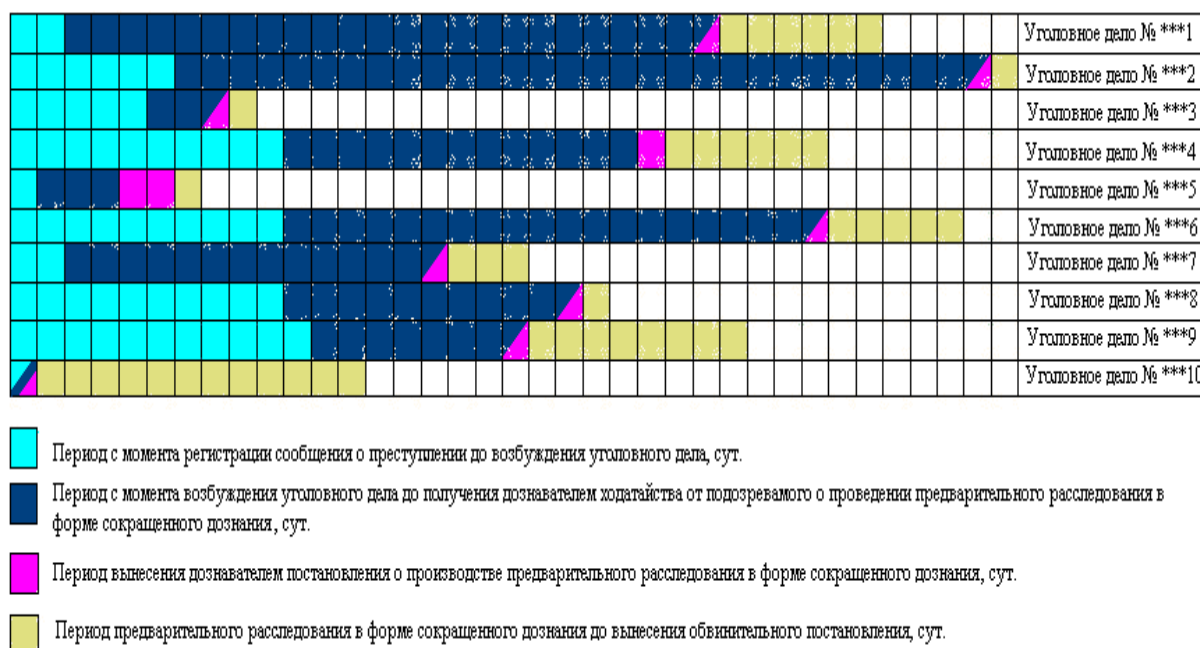 Уголовное дело № ***1
Уголовное дело № ***2
Уголовное дело № ***3
Уголовное дело № ***4
Уголовное дело № ***5
Уголовное дело № ***6
Уголовное дело № ***7
Уголовное дело № ***8
Уголовное дело № ***9
Уголовное дело № ***10
Период с момента регистрации сообщения о преступлении до возбуждения уголовного дела, сут.
Период с момента возбуждения уголовного дела до получения дознавателем ходатайства от подозревамого о проведении предварительного расследования в
форме сокращенного дознания, сут.
Период вынесения дознавателем постановления о производстве предварительного расследования в форме сокращенного дознания, сут.
Период предварительного расследования в форме сокращенного дознания до вынесения обвинительного постановления, сут.